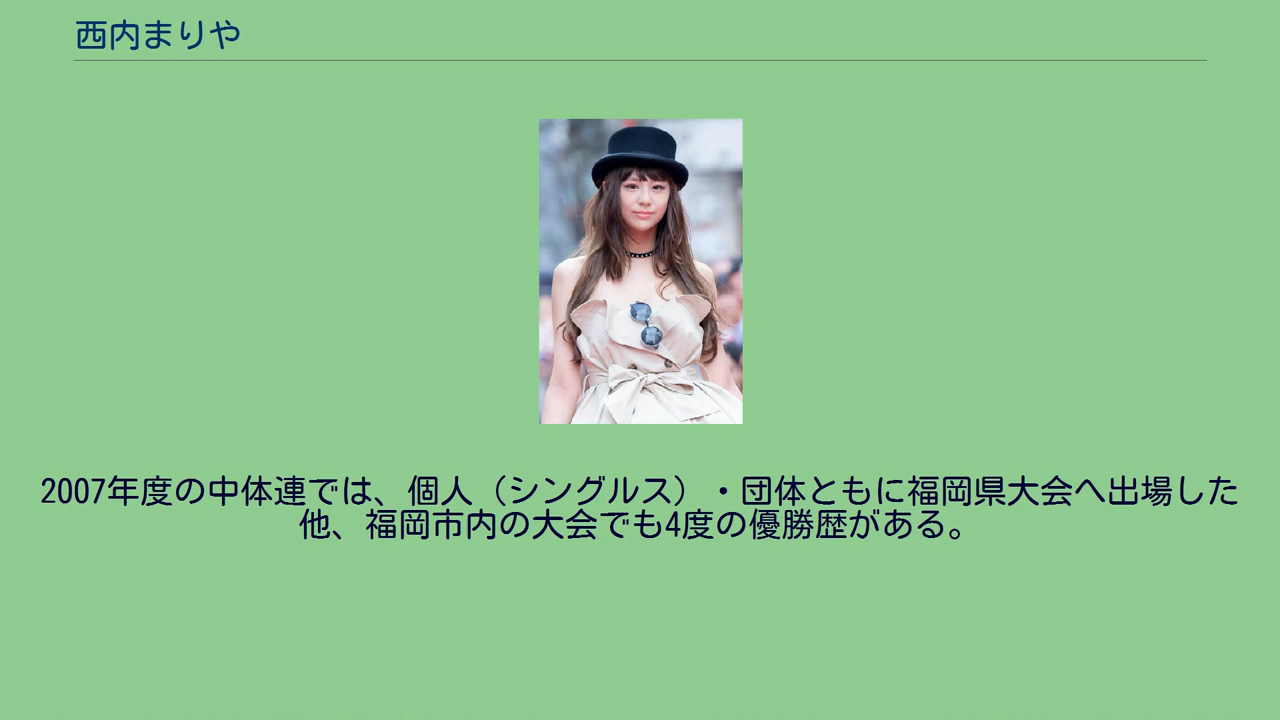 西内まりや
2007年度の中体連では、個人（シングルス）・団体ともに福岡県大会へ出場した
他、福岡市内の大会でも4度の優勝歴がある。